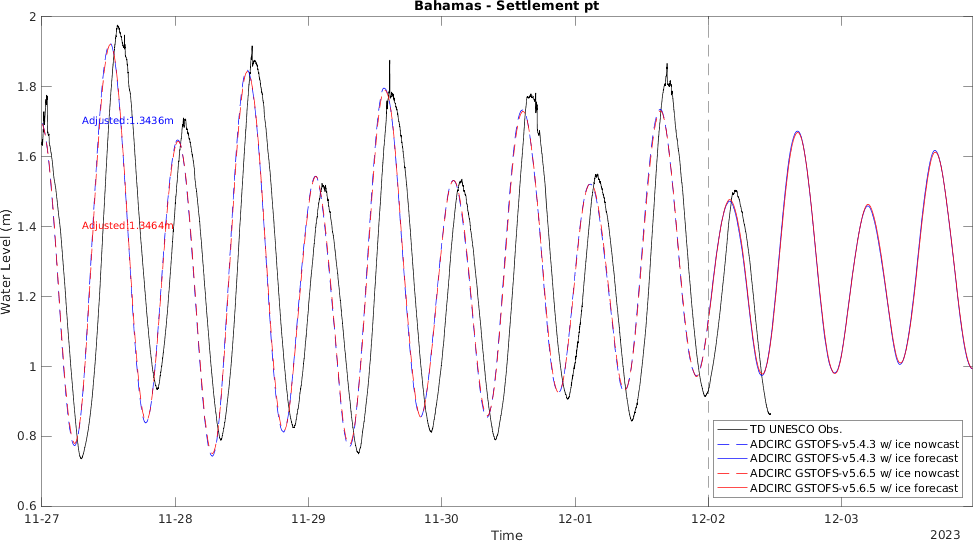 Bahamas - Settlement pt
2
1.8
1.6
1.4
1.2
1
0.8
0.6
Water Level (m)
Adjusted:1.3436m
Adjusted:1.3464m
TD UNESCO Obs.
ADCIRC GSTOFS-v5.4.3 w/ ice nowcast
ADCIRC GSTOFS-v5.4.3 w/ ice forecast
ADCIRC GSTOFS-v5.6.5 w/ ice nowcast
ADCIRC GSTOFS-v5.6.5 w/ ice forecast
11-27 11-28 11-29 11-30 12-01 12-02 12-03
Time
2023